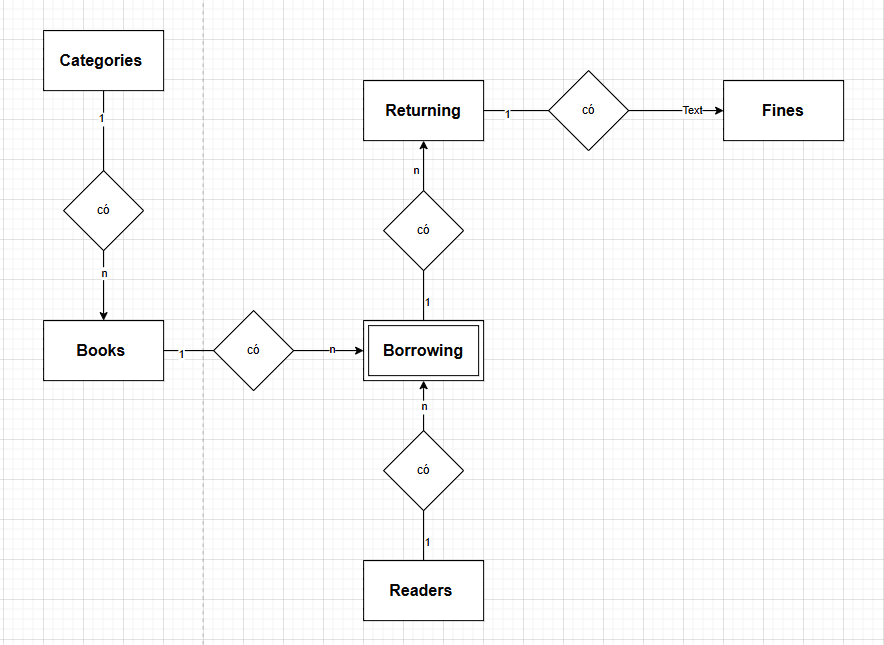 Categories
1
có
n
Books
1
có
n
Borrowing
1
có
n
Returning
1
có
Text
Fines
n
có
1
Readers